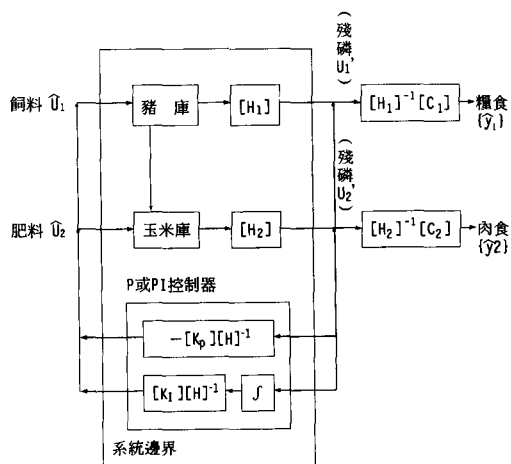 (殘磷U₁')
飼料 Û₁
豬 庫
[H₁]
[H₁]⁻¹[C₁]
糧食
{ŷ₁}
(殘磷U₂')
肥料 Û₂
玉米庫
[H₂]
[H₂]⁻¹[C₂]
肉食
{ŷ2}
P或PI控制器
—[Kₚ][H]⁻¹
[K₁][H]⁻¹
∫
系統邊界